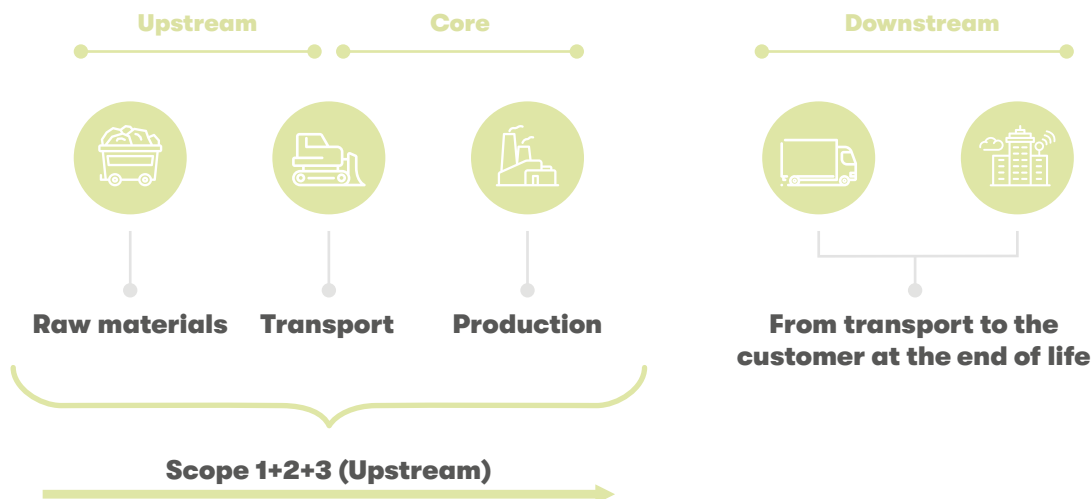 Upstream
Core
Downstream
Raw materials
Transport
Production
From transport to the
customer at the end of life
Scope 1+2+3 (Upstream)